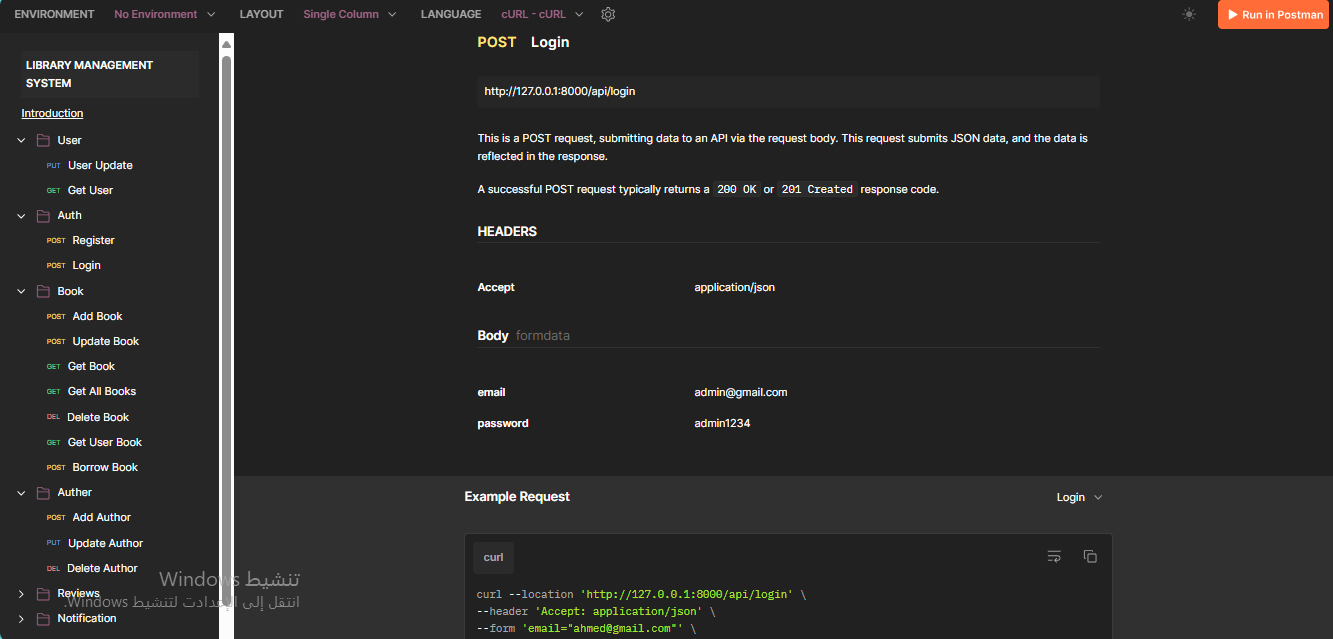 ENVIRONMENT No Environment LAYOUT Single Column LANGUAGE cURL - cURL Run in Postman
LIBRARY MANAGEMENT
SYSTEM
Introduction
User
PUT User Update
GET Get User
Auth
POST Register
POST Login
Book
POST Add Book
POST Update Book
GET Get Book
GET Get All Books
DEL Delete Book
GET Get User Book
POST Borrow Book
Auther
POST Add Author
PUT Update Author
DEL Delete Author
Reviews
Notification
POST Login
http://127.0.0.1:8000/api/login
This is a POST request, submitting data to an API via the request body. This request submits JSON data, and the data is
reflected in the response.
A successful POST request typically returns a 200 OK or 201 Created response code.
HEADERS
Accept application/json
Body formdata
email admin@gmail.com
password admin1234
Example Request Login
curl
curl --location 'http://127.0.0.1:8000/api/login' \
--header 'Accept: application/json' \
--form 'email="ahmed@gmail.com"' \
تنشيط Windows
انتقل إلى الإعدادات لتنشيط Windows.